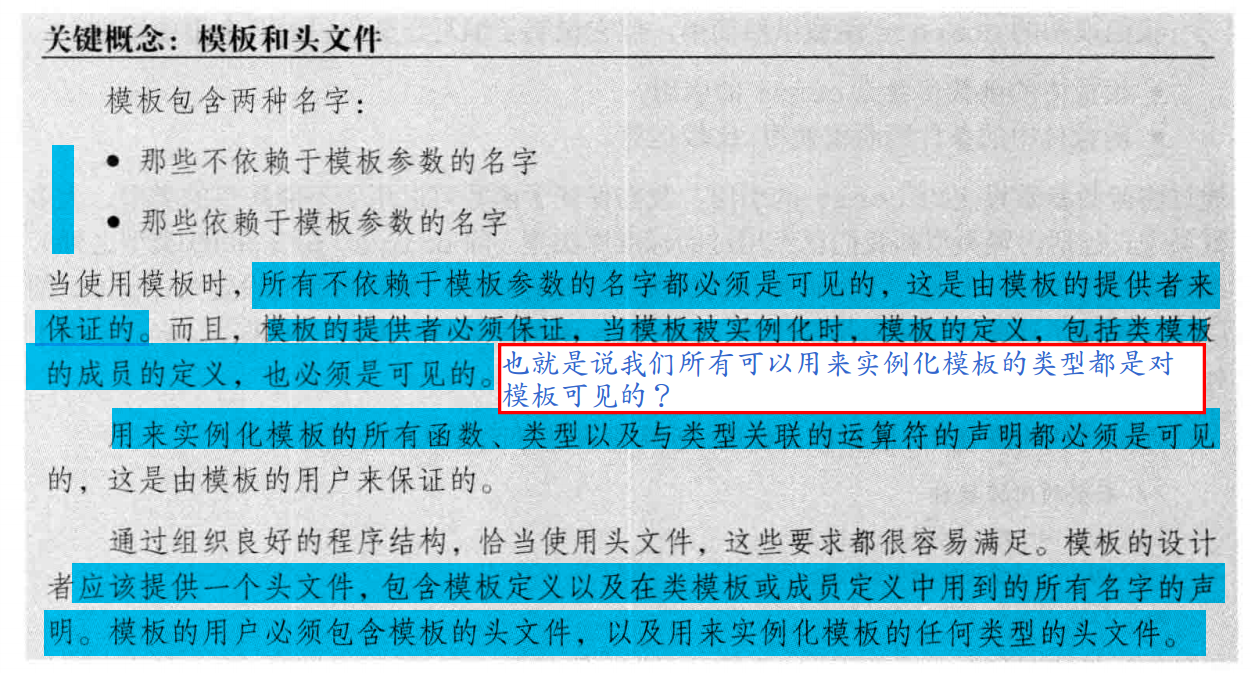 关键概念：模板和头文件
模板包含两种名字：
● 那些不依赖于模板参数的名字
● 那些依赖于模板参数的名字
当使用模板时，所有不依赖于模板参数的名字都必须是可见的，这是由模板的提供者来
保证的。而且，模板的提供者必须保证，当模板被实例化时，模板的定义，包括类模板
的成员的定义，也必须是可见的。
也就是说我们所有可以用来实例化模板的类型都是对
模板可见的？
用来实例化模板的所有函数、类型以及与类型关联的运算符的声明都必须是可见
的，这是由模板的用户来保证的。
通过组织良好的程序结构，恰当使用头文件，这些要求都很容易满足。模板的设计
者应该提供一个头文件，包含模板定义以及在类模板或成员定义中用到的所有名字的声
明。模板的用户必须包含模板的头文件，以及用来实例化模板的任何类型的头文件。